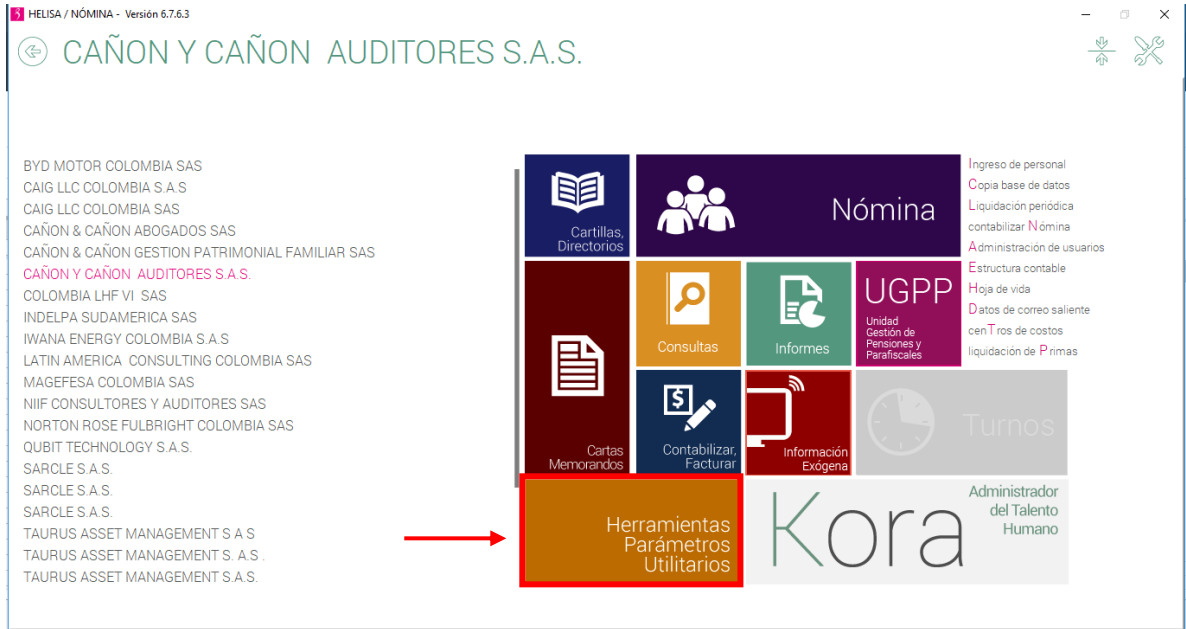 HELISA / NÓMINA - Versión 6.7.6.3
CAÑON Y CAÑON AUDITORES S.A.S.
BYD MOTOR COLOMBIA SAS
CAIG LLC COLOMBIA S.A.S
CAIG LLC COLOMBIA SAS
CAÑON & CAÑON ABOGADOS SAS
CAÑON & CAÑON GESTION PATRIMONIAL FAMILIAR SAS
CAÑON Y CAÑON AUDITORES S.A.S.
COLOMBIA LHF VI SAS
INDELPA SUDAMERICA SAS
IWANA ENERGY COLOMBIA S.A.S
LATIN AMERICA CONSULTING COLOMBIA SAS
MAGEFESA COLOMBIA SAS
NIIF CONSULTORES Y AUDITORES SAS
NORTON ROSE FULBRIGHT COLOMBIA SAS
QUBIT TECHNOLOGY S.A.S.
SARCLE S.A.S.
SARCLE S.A.S.
SARCLE S.A.S.
TAURUS ASSET MANAGEMENT S A S
TAURUS ASSET MANAGEMENT S. A.S .
TAURUS ASSET MANAGEMENT S.A.S.
Cartillas,
Directorios
Nómina
Cartas
Memorandos
Consultas
Informes
UGPP
Unidad
Gestión de
Pensiones y
Parafiscales
$
Contabilizar,
Facturar
Información
Exógena
Turnos
Herramientas
Parámetros
Utilitarios
Kora
Administrador
del Talento
Humano
Ingreso de personal
Copia base de datos
Liquidación periódica
contabilizar Nómina
Administración de usuarios
Estructura contable
Hoja de vida
Datos de correo saliente
cenTros de costos
liquidación de Primas